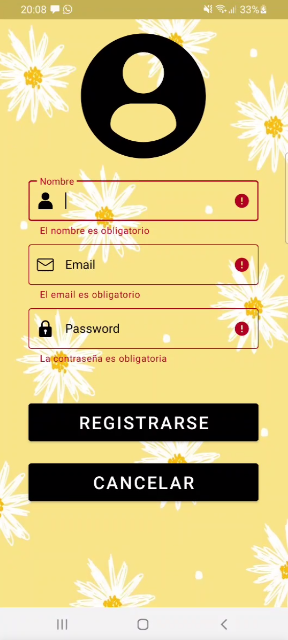 20:08 33%
Nombre
El nombre es obligatorio
Email
El email es obligatorio
Password
La contraseña es obligatoria
REGISTRARSE
CANCELAR